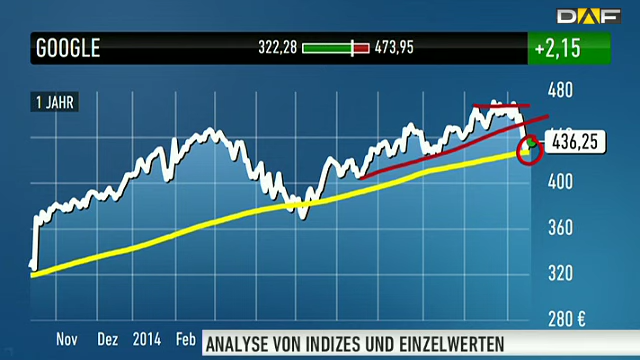 DAF
GOOGLE
322,28
473,95
+2,15
1 JAHR
480
436,25
400
360
320
280 €
Nov
Dez
2014
Feb
ANALYSE VON INDIZES UND EINZELWERTEN